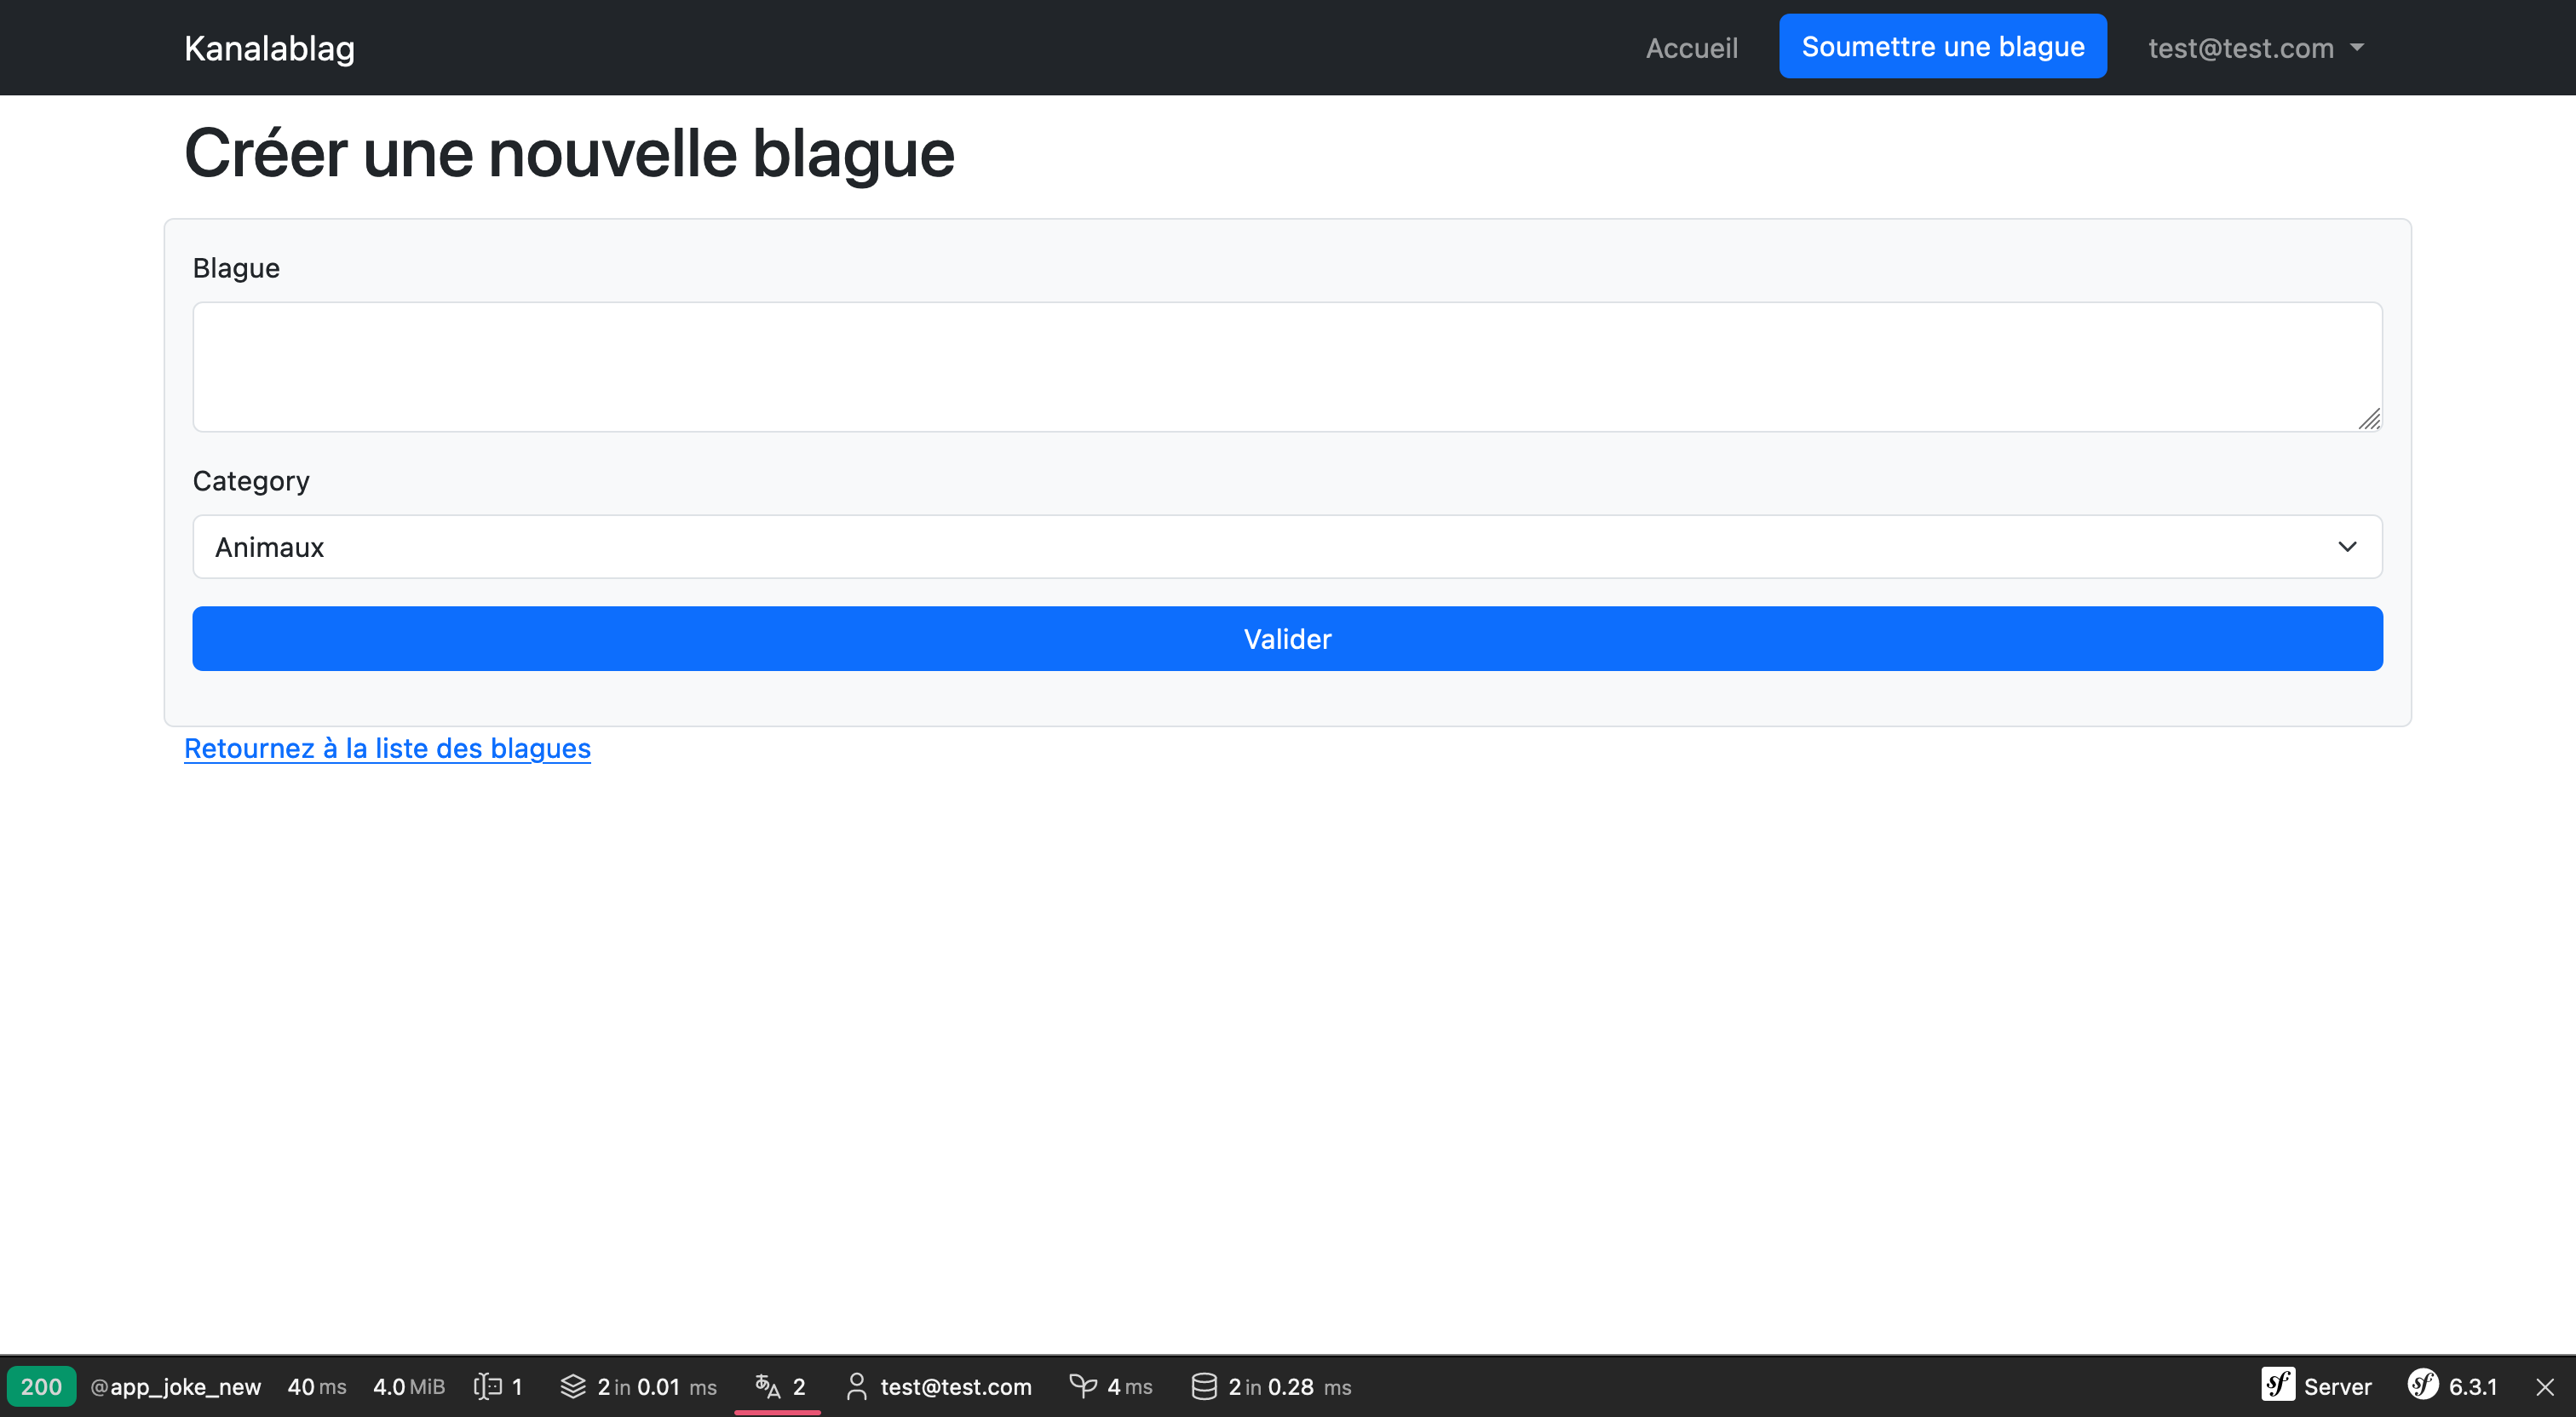 Kanalablag Accueil Soumettre une blague test@test.com
Créer une nouvelle blague
Blague
Category
Animaux
Valider
Retournez à la liste des blagues
200 @app_joke_new 40 ms 4.0 MiB 1 2 in 0.01 ms 2 test@test.com 4 ms 2 in 0.28 ms Server 6.3.1